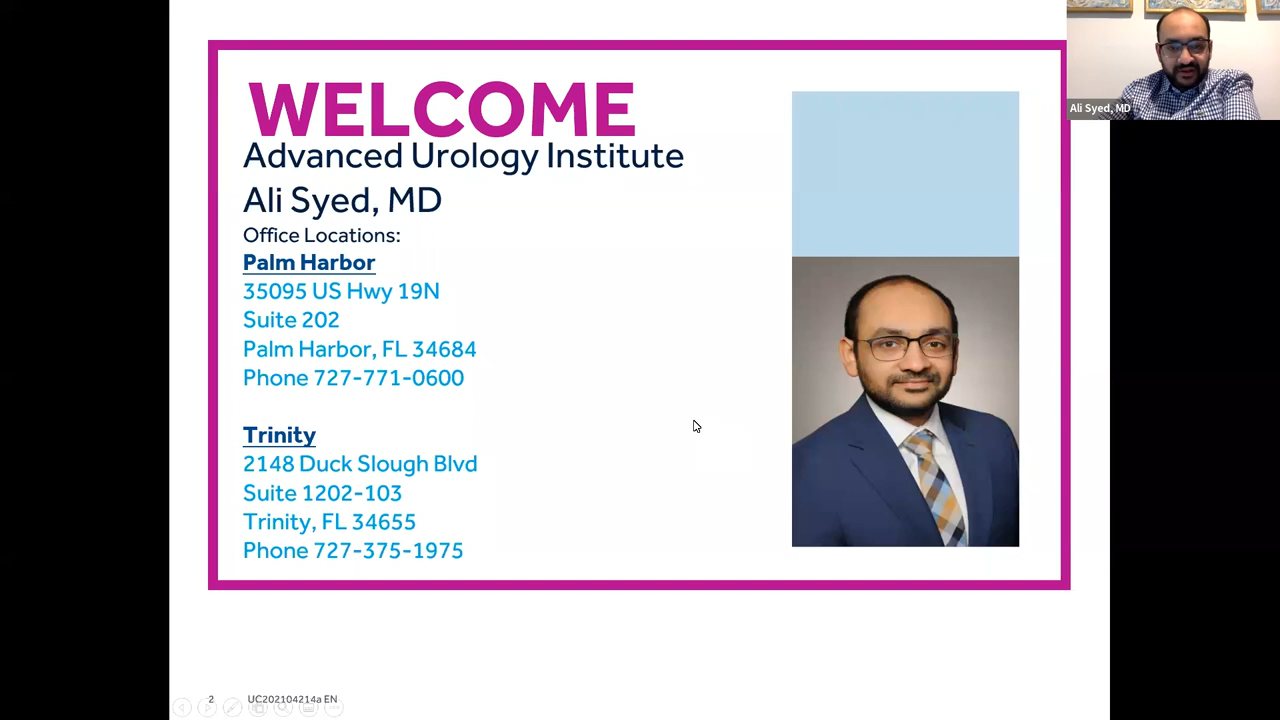 WELCOME
Advanced Urology Institute
Ali Syed, MD
Office Locations:
Palm Harbor
35095 US Hwy 19N
Suite 202
Palm Harbor, FL 34684
Phone 727-771-0600
Trinity
2148 Duck Slough Blvd
Suite 1202-103
Trinity, FL 34655
Phone 727-375-1975
Ali Syed, MD
2
UC202104214a EN